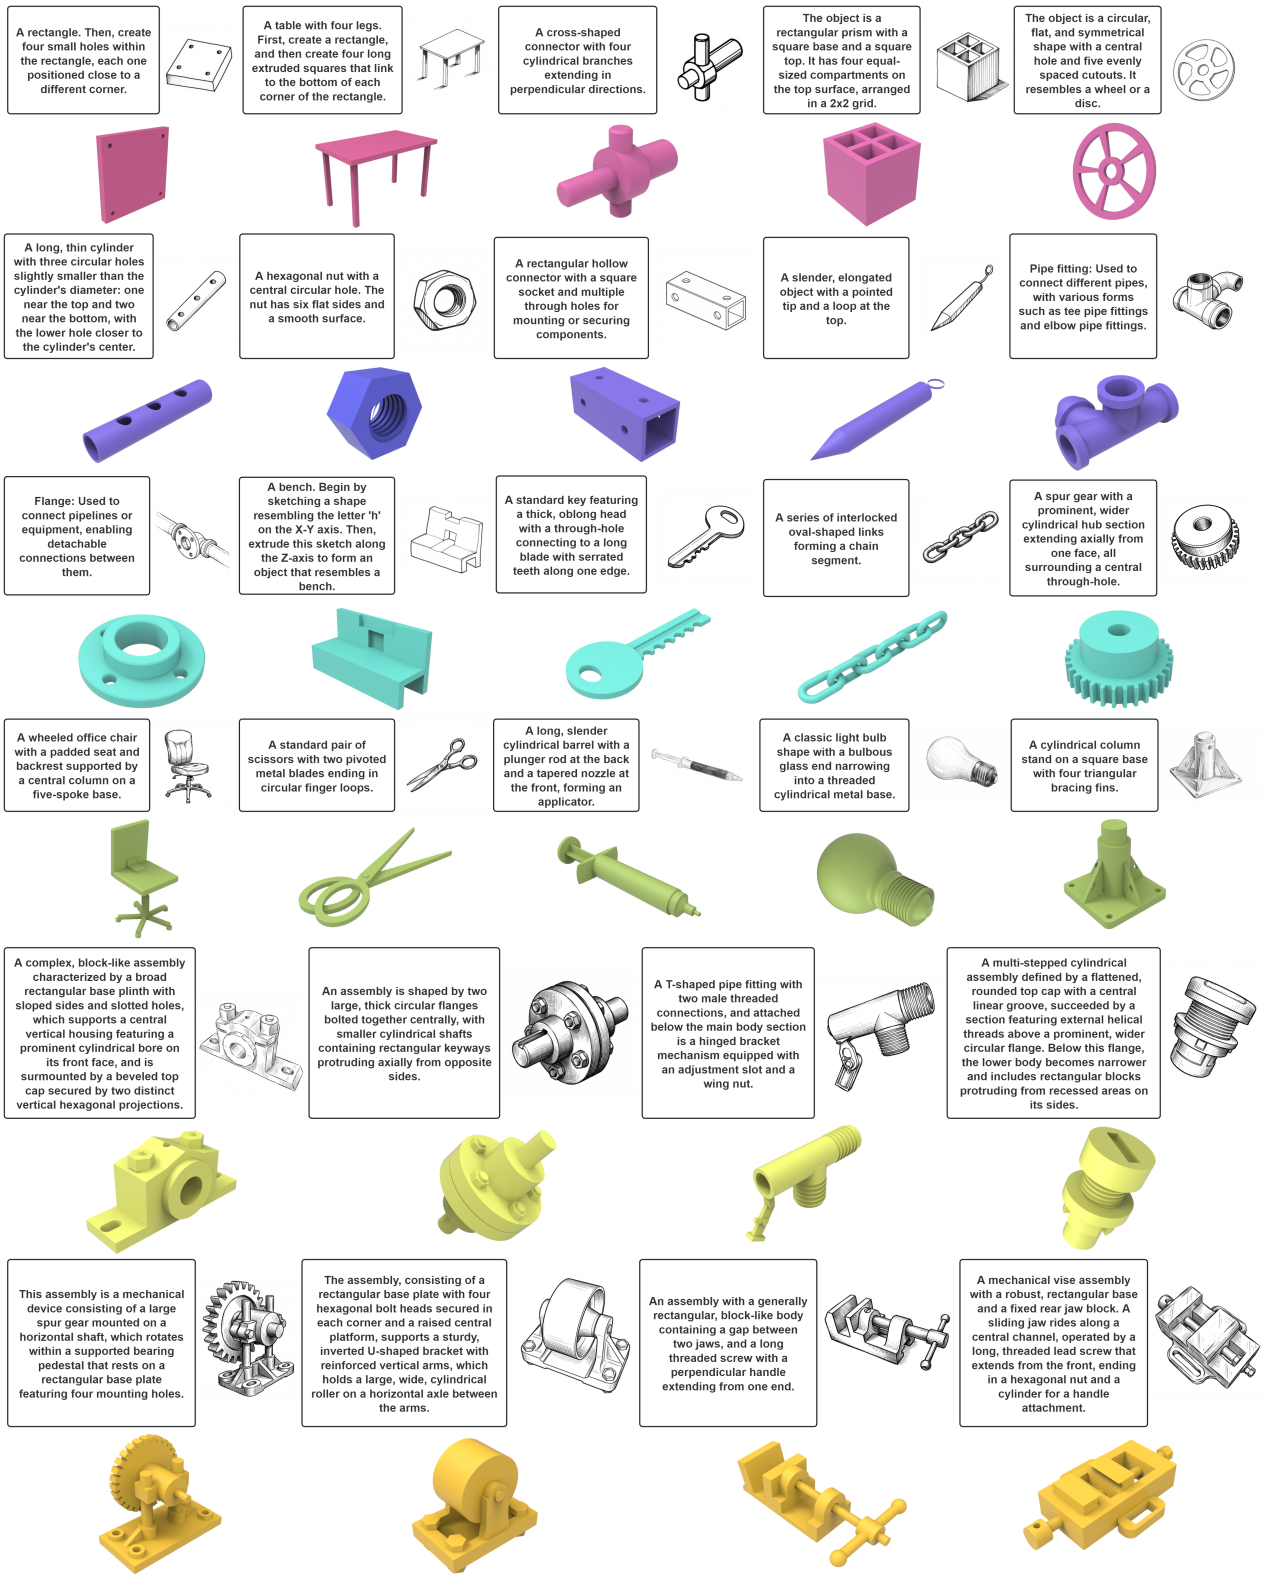 A rectangle. Then, create
four small holes within
the rectangle, each one
positioned close to a
different corner.
A table with four legs.
First, create a rectangle,
and then create four long
extruded squares that link
to the bottom of each
corner of the rectangle.
A cross-shaped
connector with four
cylindrical branches
extending in
perpendicular directions.
The object is a
rectangular prism with a
square base and a square
top. It has four equal-
sized compartments on
the top surface, arranged
in a 2x2 grid.
The object is a circular,
flat, and symmetrical
shape with a central
hole and five evenly
spaced cutouts. It
resembles a wheel or a
disc.
A long, thin cylinder
with three circular holes
slightly smaller than the
cylinder's diameter: one
near the top and two
near the bottom, with
the lower hole closer to
the cylinder's center.
A hexagonal nut with a
central circular hole. The
nut has six flat sides and
a smooth surface.
A rectangular hollow
connector with a square
socket and multiple
through holes for
mounting or securing
components.
A slender, elongated
object with a pointed
tip and a loop at the
top.
Pipe fitting: Used to
connect different pipes,
with various forms
such as tee pipe fittings
and elbow pipe fittings.
Flange: Used to
connect pipelines or
equipment, enabling
detachable
connections between
them.
A bench. Begin by
sketching a shape
resembling the letter 'h'
on the X-Y axis. Then,
extrude this sketch along
the Z-axis to form an
object that resembles a
bench.
A standard key featuring
a thick, oblong head
with a through-hole
connecting to a long
blade with serrated
teeth along one edge.
A series of interlocked
oval-shaped links
forming a chain
segment.
A spur gear with a
prominent, wider
cylindrical hub section
extending axially from
one face, all
surrounding a central
through-hole.
A wheeled office chair
with a padded seat and
backrest supported by
a central column on a
five-spoke base.
A standard pair of
scissors with two pivoted
metal blades ending in
circular finger loops.
A long, slender
cylindrical barrel with a
plunger rod at the back
and a tapered nozzle at
the front, forming an
applicator.
A classic light bulb
shape with a bulbous
glass end narrowing
into a threaded
cylindrical metal base.
A cylindrical column
stand on a square base
with four triangular
bracing fins.
A complex, block-like assembly
characterized by a broad
rectangular base plinth with
sloped sides and slotted holes,
which supports a central
vertical housing featuring a
prominent cylindrical bore on
its front face, and is
surmounted by a beveled top
cap secured by two distinct
vertical hexagonal projections.
An assembly is shaped by two
large, thick circular flanges
bolted together centrally, with
smaller cylindrical shafts
containing rectangular keyways
protruding axially from opposite
sides.
A T-shaped pipe fitting with
two male threaded
connections, and attached
below the main body section
is a hinged bracket
mechanism equipped with
an adjustment slot and a
wing nut.
A multi-stepped cylindrical
assembly defined by a flattened,
rounded top cap with a central
linear groove, succeeded by a
section featuring external helical
threads above a prominent, wider
circular flange. Below this flange,
the lower body becomes narrower
and includes rectangular blocks
protruding from recessed areas on
its sides.
This assembly is a mechanical
device consisting of a large
spur gear mounted on a
horizontal shaft, which rotates
within a supported bearing
pedestal that rests on a
rectangular base plate
featuring four mounting holes.
The assembly, consisting of a
rectangular base plate with four
hexagonal bolt heads secured in
each corner and a raised central
platform, supports a sturdy,
inverted U-shaped bracket with
reinforced vertical arms, which
holds a large, wide, cylindrical
roller on a horizontal axle between
the arms.
An assembly with a generally
rectangular, block-like body
containing a gap between
two jaws, and a long
threaded screw with a
perpendicular handle
extending from one end.
A mechanical vise assembly
with a robust, rectangular base
and a fixed rear jaw block. A
sliding jaw rides along a
central channel, operated by a
long, threaded lead screw that
extends from the front, ending
in a hexagonal nut and a
cylinder for a handle
attachment.